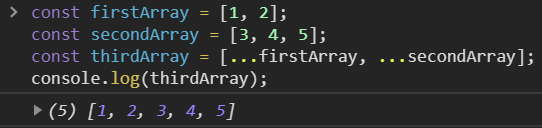 > const firstArray = [1, 2];
const secondArray = [3, 4, 5];
const thirdArray = [...firstArray, ...secondArray];
console.log(thirdArray);
▶ (5) [1, 2, 3, 4, 5]